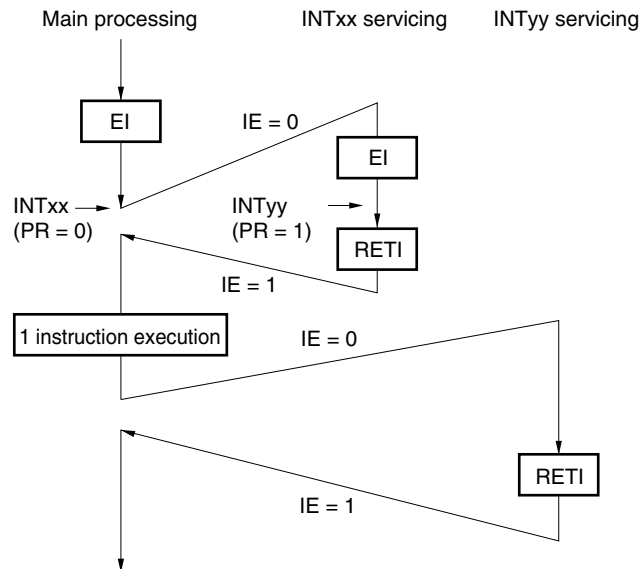 Main processing
INTxx servicing
INTyy servicing
EI
IE = 0
EI
INTxx
(PR = 0)
INTyy
(PR = 1)
RETI
IE = 1
1 instruction execution
IE = 0
RETI
IE = 1